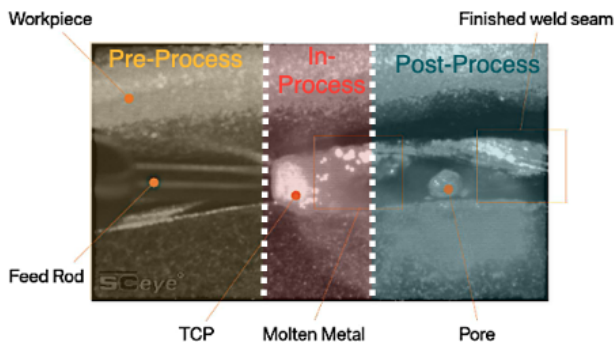 Workpiece
Finished weld seam
Pre-Process
In-
Process
Post-Process
SCeye®
Feed Rod
TCP
Molten Metal
Pore